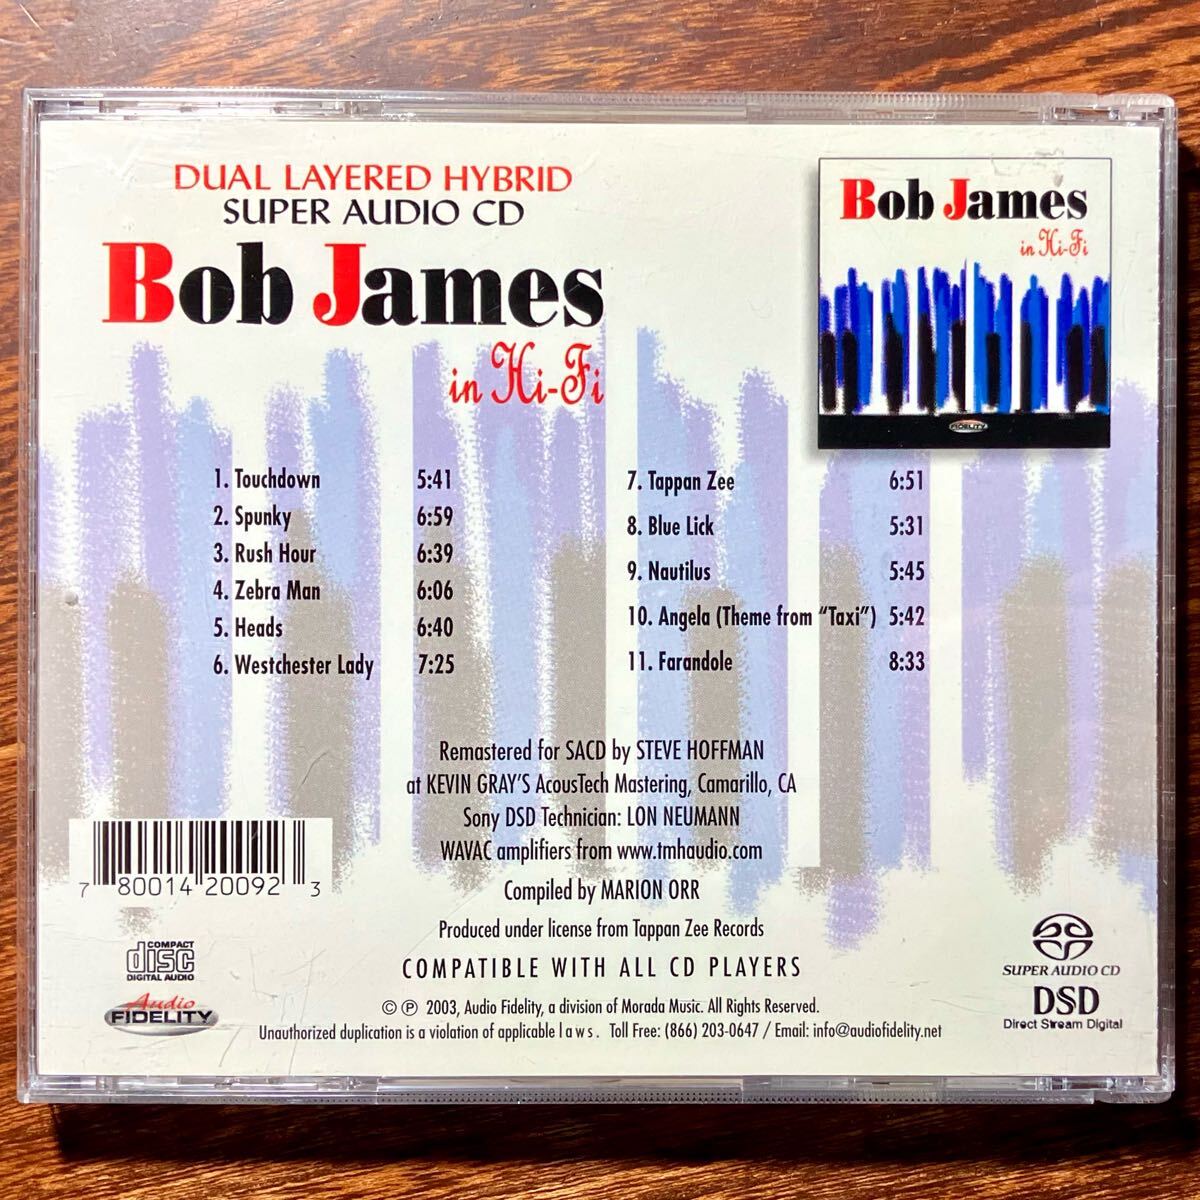 DUAL LAYERED HYBRID
SUPER AUDIO CD
Bob James
in Hi-Fi
Bob James
in Hi-Fi
FIDELITY
1. Touchdown 5:41
2. Spunky 6:59
3. Rush Hour 6:39
4. Zebra Man 6:06
5. Heads 6:40
6. Westchester Lady 7:25
7. Tappan Zee 6:51
8. Blue Lick 5:31
9. Nautilus 5:45
10. Angela (Theme from “Taxi”) 5:42
11. Farandole 8:33
Remastered for SACD by STEVE HOFFMAN
at KEVIN GRAY'S AcousTech Mastering, Camarillo, CA
Sony DSD Technician: LON NEUMANN
WAVAC amplifiers from www.tmhaudio.com
Compiled by MARION ORR
Produced under license from Tappan Zee Records
COMPATIBLE WITH ALL CD PLAYERS
© ℗ 2003, Audio Fidelity, a division of Morada Music. All Rights Reserved.
Unauthorized duplication is a violation of applicable laws. Toll Free: (866) 203-0647 / Email: info@audiofidelity.net
7 80014 20092 3
COMPACT
disc
DIGITAL AUDIO
Audio
FIDELITY
SUPER AUDIO CD
DSD
Direct Stream Digital